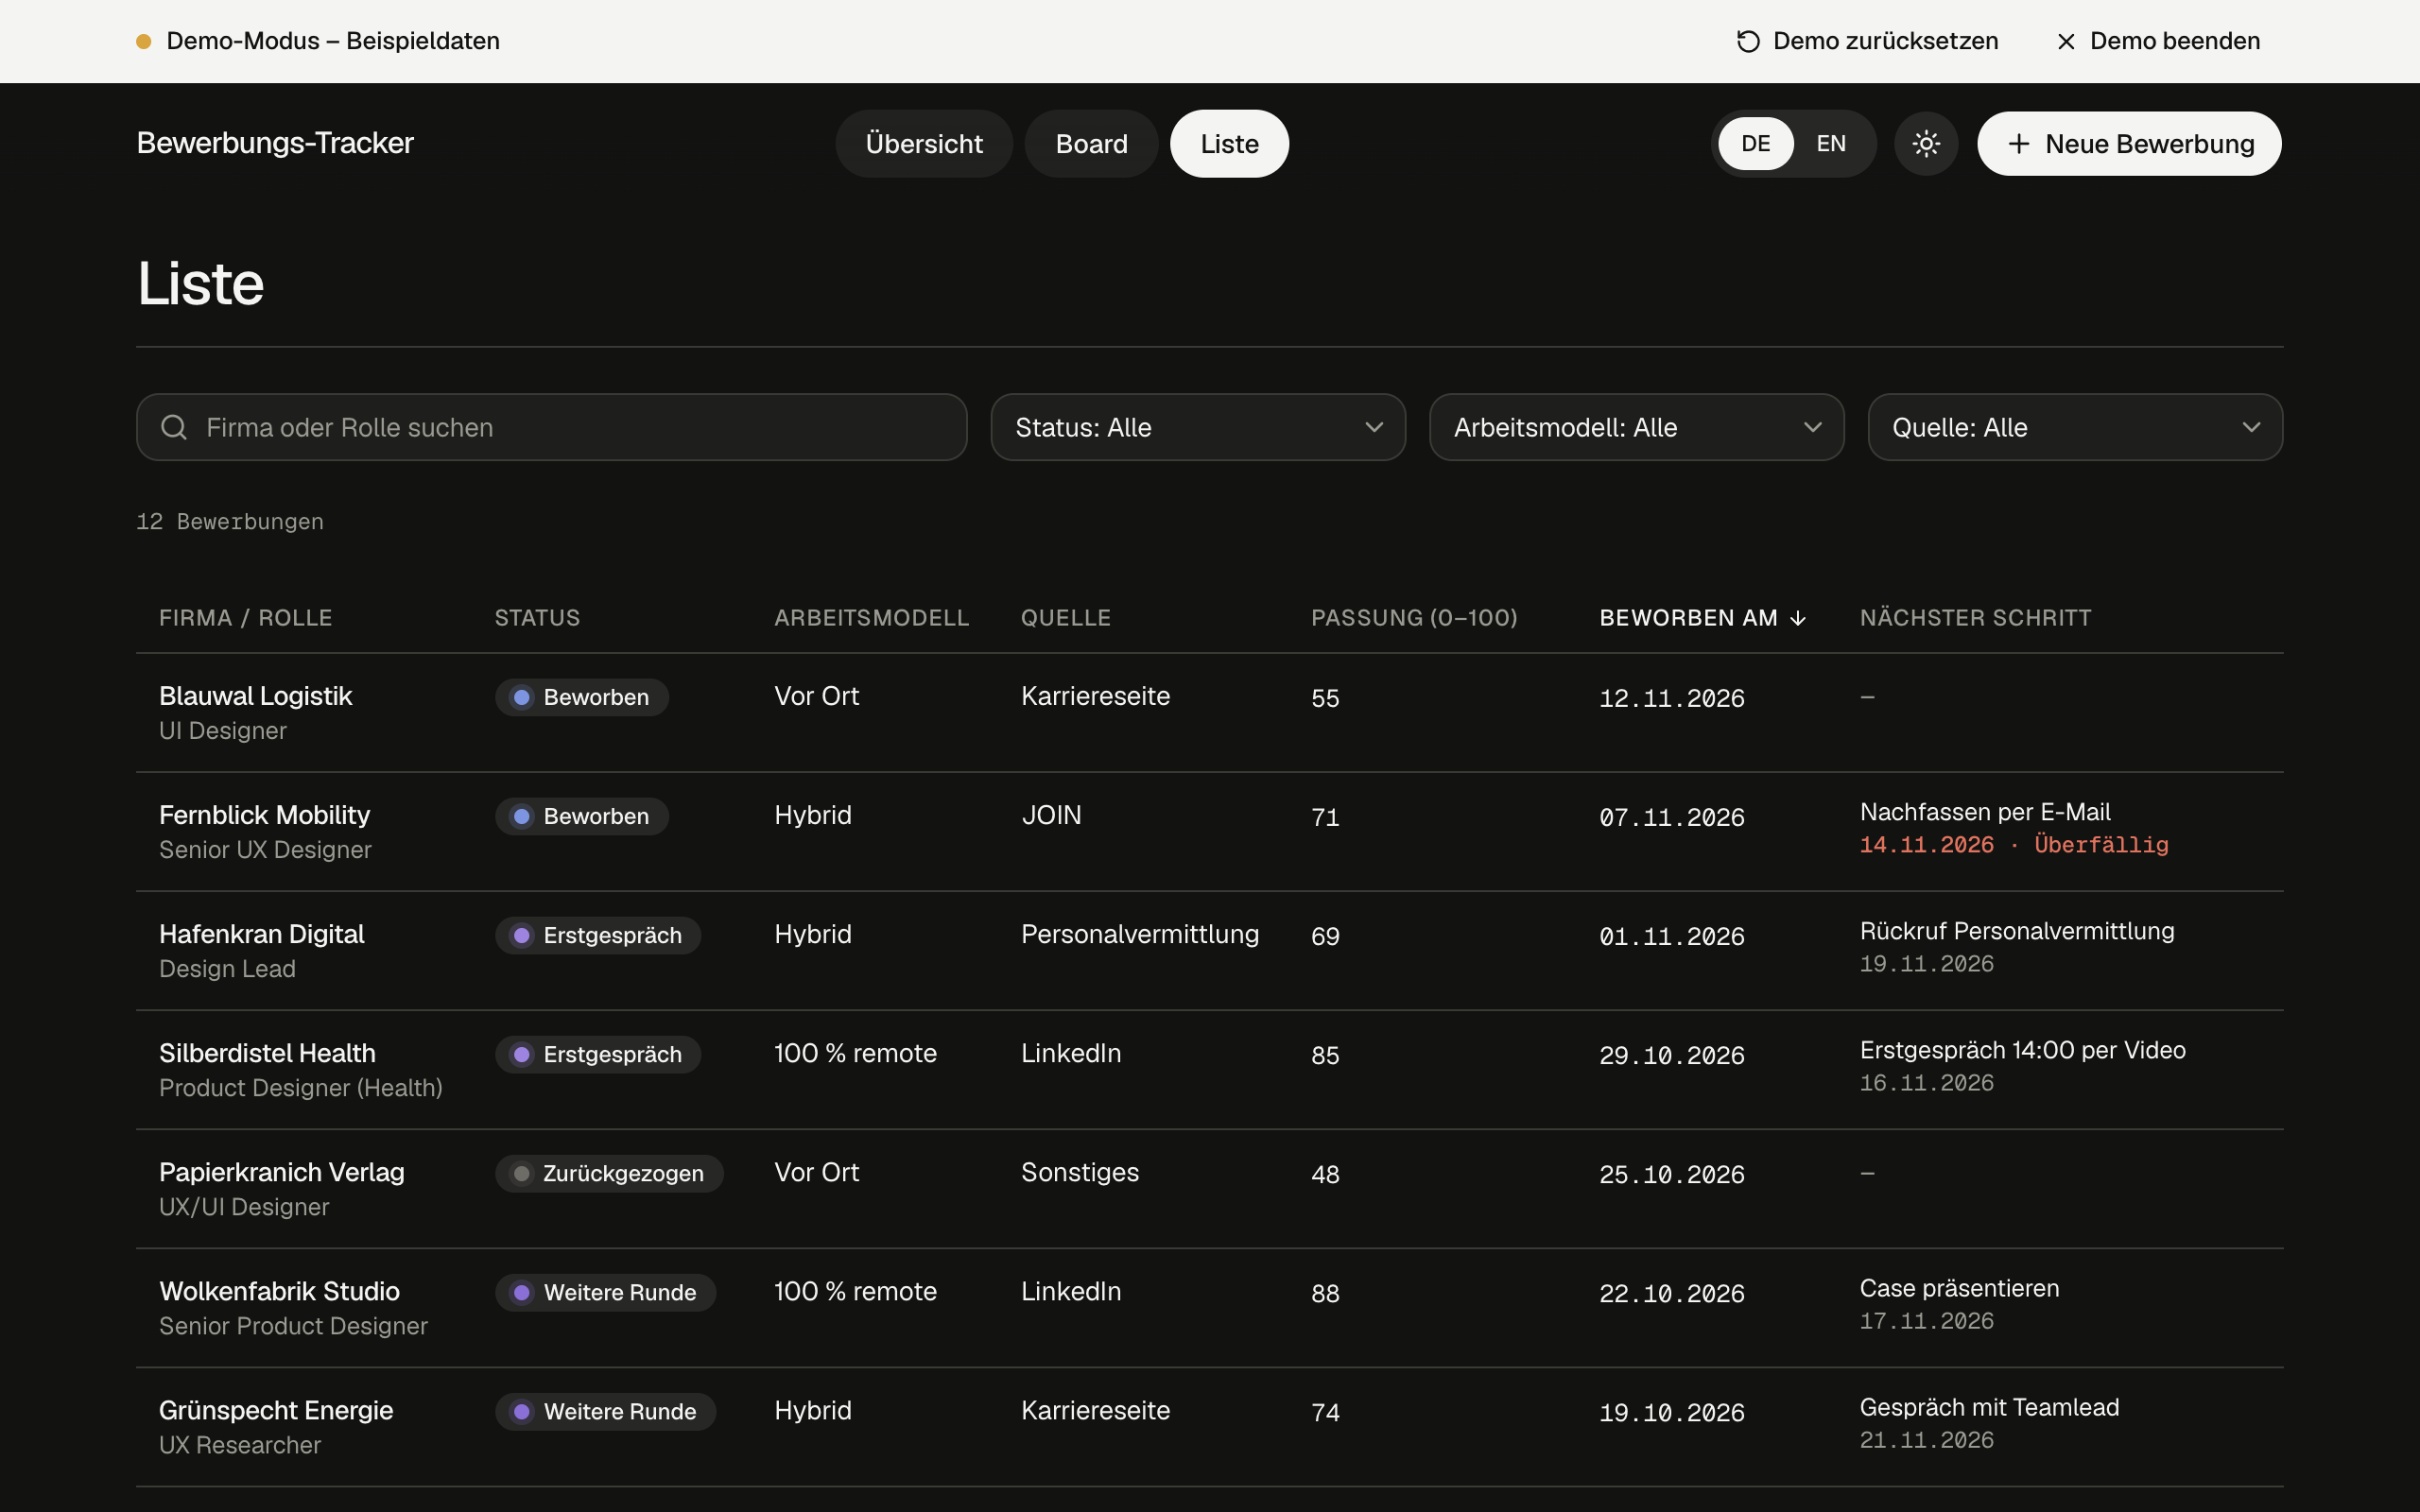 Demo-Modus – Beispieldaten
Demo zurücksetzen
Demo beenden
Bewerbungs-Tracker
Übersicht
Board
Liste
DE
EN
Neue Bewerbung
Liste
Firma oder Rolle suchen
Status: Alle
Arbeitsmodell: Alle
Quelle: Alle
12 Bewerbungen
FIRMA / ROLLE STATUS ARBEITSMODELL QUELLE PASSUNG (0–100) BEWORBEN AM ↓ NÄCHSTER SCHRITT
Blauwal Logistik Beworben Vor Ort Karriereseite 55 12.11.2026 –
UI Designer
Fernblick Mobility Beworben Hybrid JOIN 71 07.11.2026 Nachfassen per E-Mail
Senior UX Designer 14.11.2026 · Überfällig
Hafenkran Digital Erstgespräch Hybrid Personalvermittlung 69 01.11.2026 Rückruf Personalvermittlung
Design Lead 19.11.2026
Silberdistel Health Erstgespräch 100 % remote LinkedIn 85 29.10.2026 Erstgespräch 14:00 per Video
Product Designer (Health) 16.11.2026
Papierkranich Verlag Zurückgezogen Vor Ort Sonstiges 48 25.10.2026 –
UX/UI Designer
Wolkenfabrik Studio Weitere Runde 100 % remote LinkedIn 88 22.10.2026 Case präsentieren
Senior Product Designer 17.11.2026
Grünspecht Energie Weitere Runde Hybrid Karriereseite 74 19.10.2026 Gespräch mit Teamlead
UX Researcher 21.11.2026